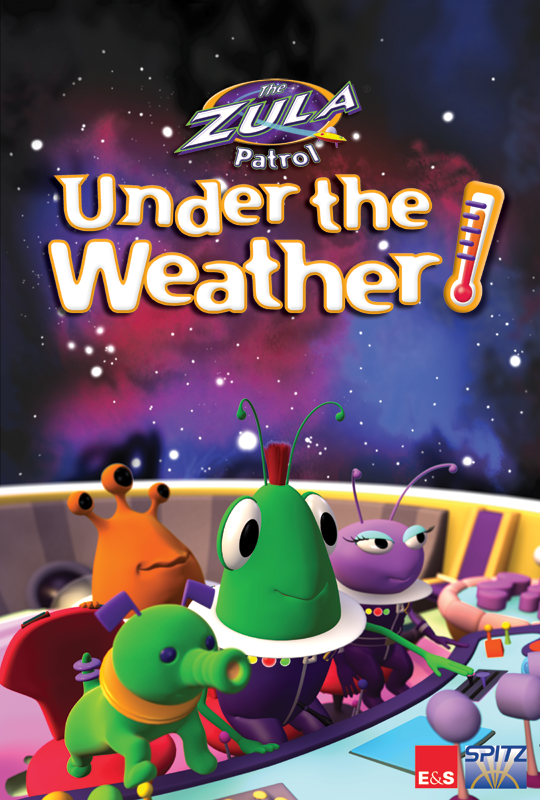 The
ZULA
Patrol
Under the
Weather!
E&S
SPITZ